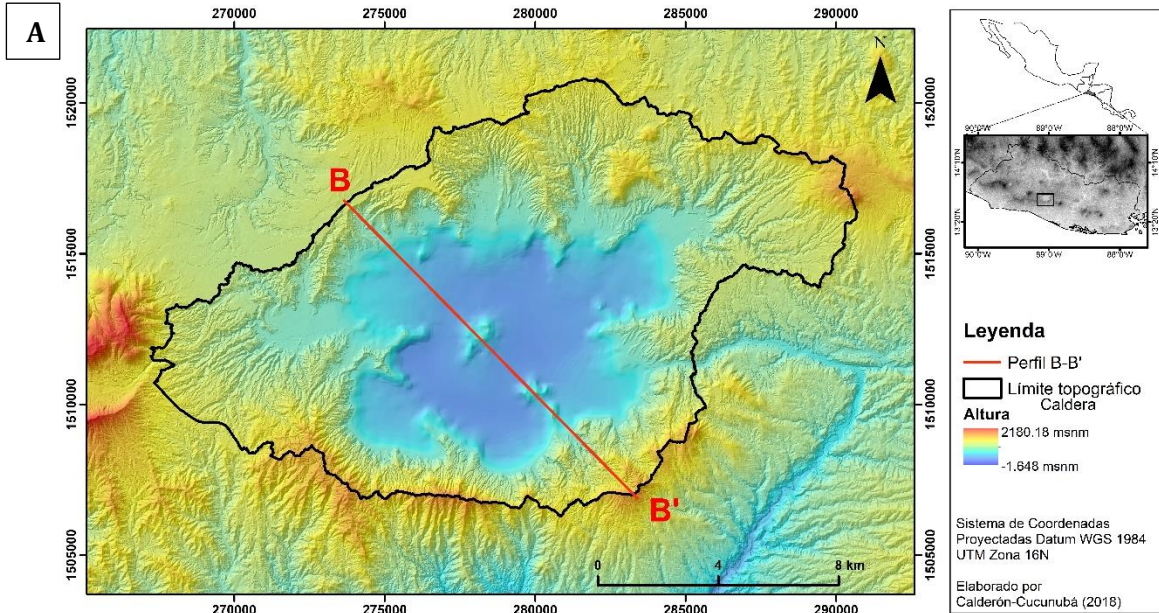 A
270000
275000
280000
285000
290000
1520000
1515000
1510000
1505000
1520000
1515000
1510000
1505000
N
B
B'
0
4
8 km
270000
275000
280000
285000
290000
90°0'W
89°0'W
88°0'W
14°10'N
13°20'N
14°10'N
13°20'N
90°0'W
89°0'W
88°0'W
Leyenda
Perfil B-B'
Límite topográfico
Caldera
Altura
2180.18 msnm
-1.648 msnm
Sistema de Coordenadas
Proyectadas Datum WGS 1984
UTM Zona 16N
Elaborado por
Calderón-Cucunubá (2018)